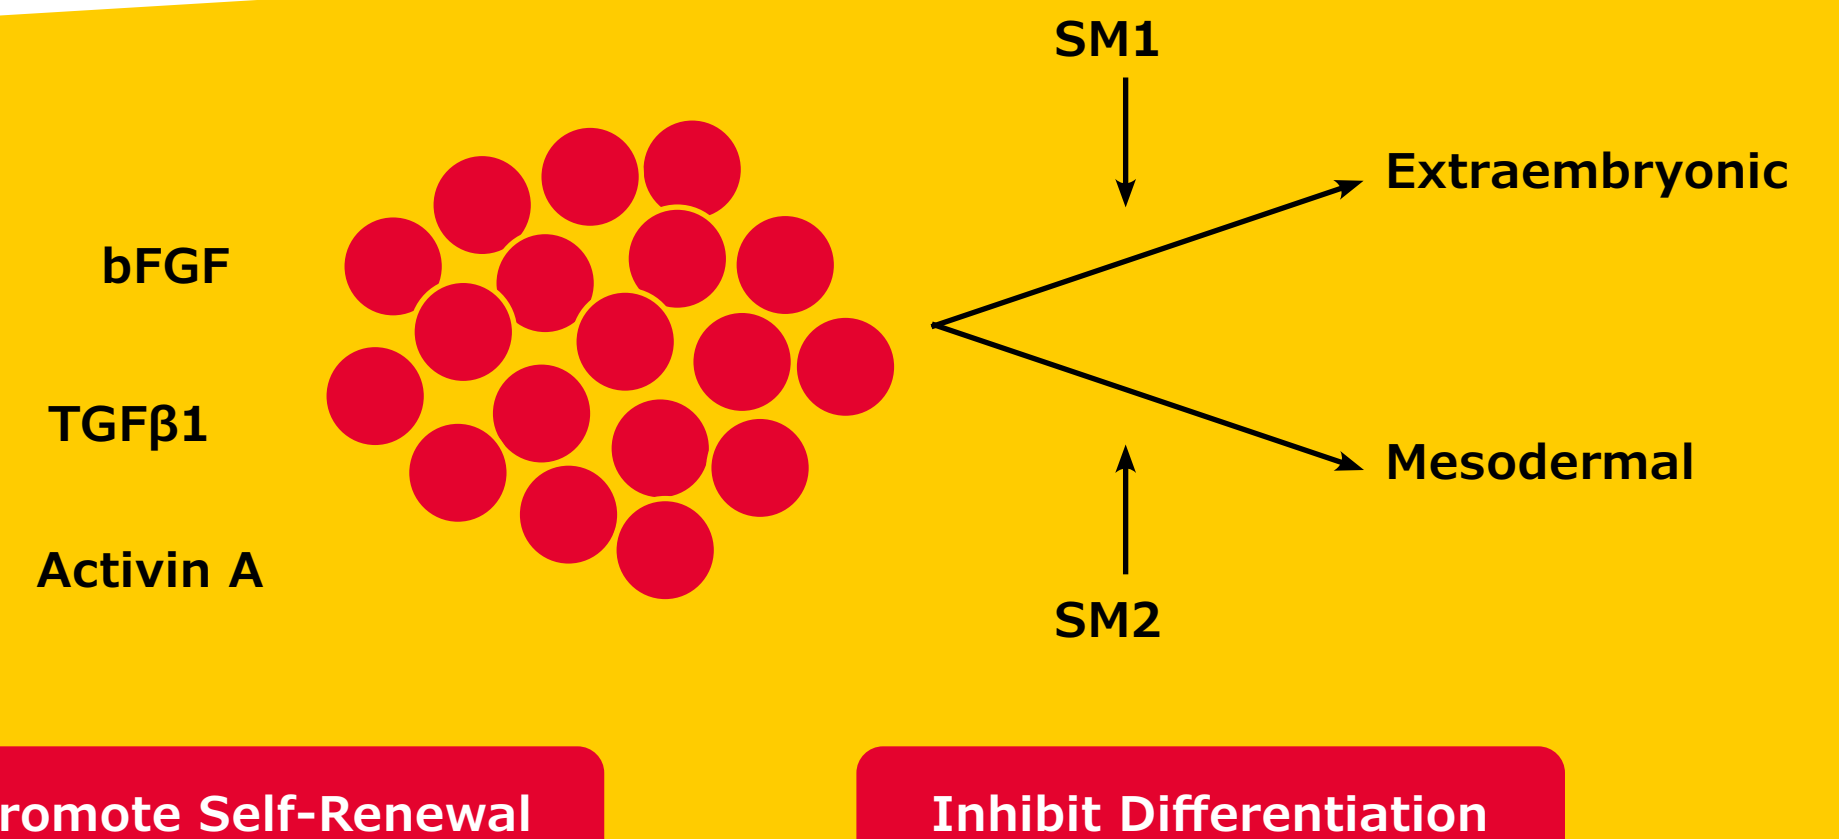 SM1
Extraembryonic
bFGF
TGFβ1
Mesodermal
Activin A
SM2
romote Self-Renewal
Inhibit Differentiation